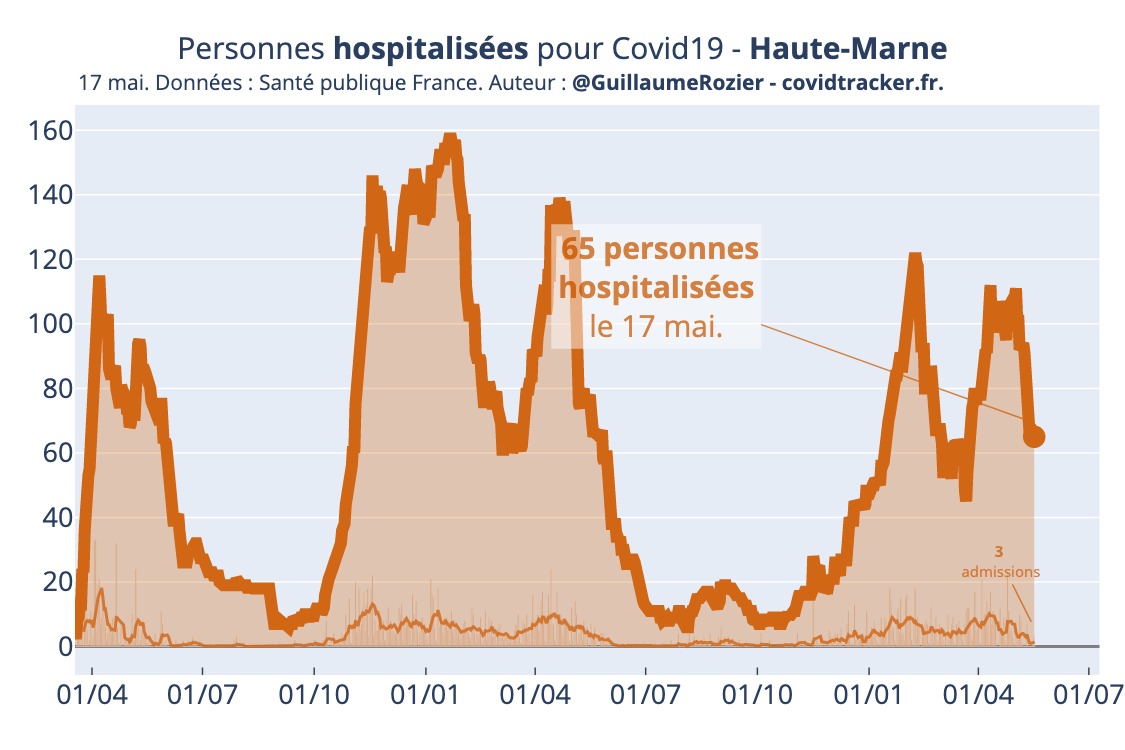 Personnes hospitalisées pour Covid19 - Haute-Marne
17 mai. Données : Santé publique France. Auteur : @GuillaumeRozier - covidtracker.fr.
160
140
120
100
80
60
40
20
0
65 personnes
hospitalisées
le 17 mai.
3
admissions
01/04 01/07 01/10 01/01 01/04 01/07 01/10 01/01 01/04 01/07